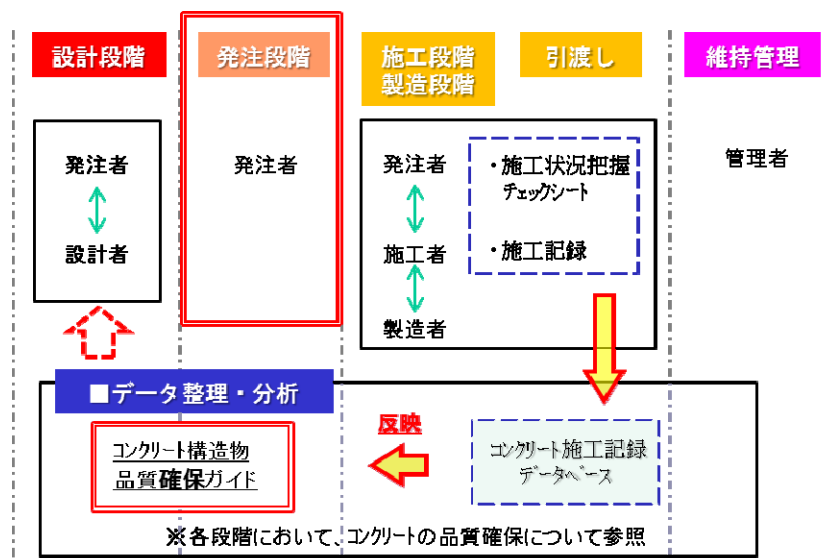 設計段階
発注段階
施工段階
製造段階
引渡し
維持管理
発注者
設計者
発注者
発注者
施工者
製造者
・施工状況把握
チェックシート
・施工記録
管理者
■データ整理・分析
コンクリート構造物
品質確保ガイド
反映
コンクリート施工記録
データベース
※各段階において、コンクリートの品質確保について参照